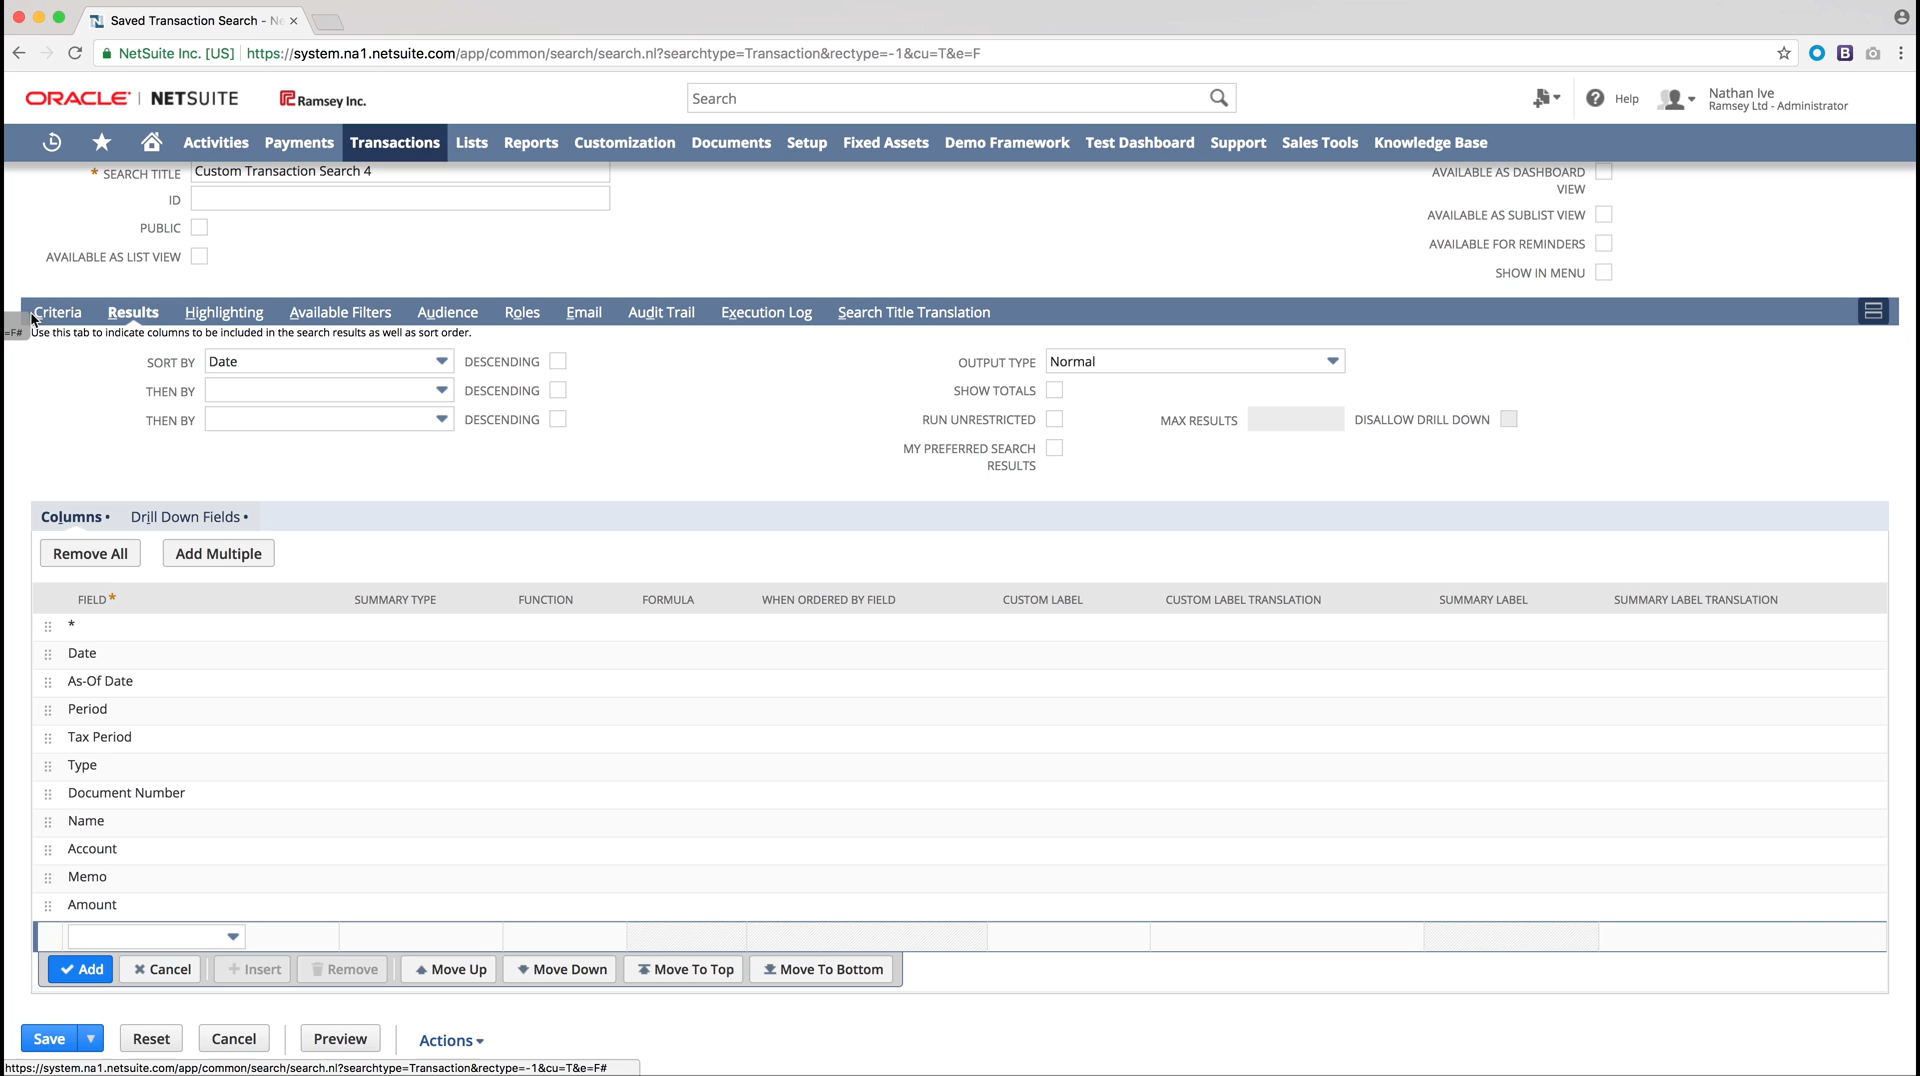 Saved Transaction Search - Ne
NetSuite Inc. [US] https://system.na1.netsuite.com/app/common/search/search.nl?searchtype=Transaction&rectype=-1&cu=T&e=F
B
ORACLE NETSUITE Ramsey Inc. Search Help Nathan Ive
Ramsey Ltd - Administrator
Activities Payments Transactions Lists Reports Customization Documents Setup Fixed Assets Demo Framework Test Dashboard Support Sales Tools Knowledge Base
* SEARCH TITLE Custom Transaction Search 4 AVAILABLE AS DASHBOARD
VIEW
ID
AVAILABLE AS SUBLIST VIEW
PUBLIC
AVAILABLE FOR REMINDERS
AVAILABLE AS LIST VIEW
SHOW IN MENU
Criteria Results Highlighting Available Filters Audience Roles Email Audit Trail Execution Log Search Title Translation
=F# Use this tab to indicate columns to be included in the search results as well as sort order.
SORT BY Date DESCENDING OUTPUT TYPE Normal
THEN BY DESCENDING SHOW TOTALS
THEN BY DESCENDING RUN UNRESTRICTED MAX RESULTS DISALLOW DRILL DOWN
MY PREFERRED SEARCH
RESULTS
Columns • Drill Down Fields •
Remove All Add Multiple
FIELD * SUMMARY TYPE FUNCTION FORMULA WHEN ORDERED BY FIELD CUSTOM LABEL CUSTOM LABEL TRANSLATION SUMMARY LABEL SUMMARY LABEL TRANSLATION
*
Date
As-Of Date
Period
Tax Period
Type
Document Number
Name
Account
Memo
Amount
Add Cancel Insert Remove Move Up Move Down Move To Top Move To Bottom
Save Reset Cancel Preview Actions
https://system.na1.netsuite.com/app/common/search/search.nl?searchtype=Transaction&rectype=-1&cu=T&e=F#